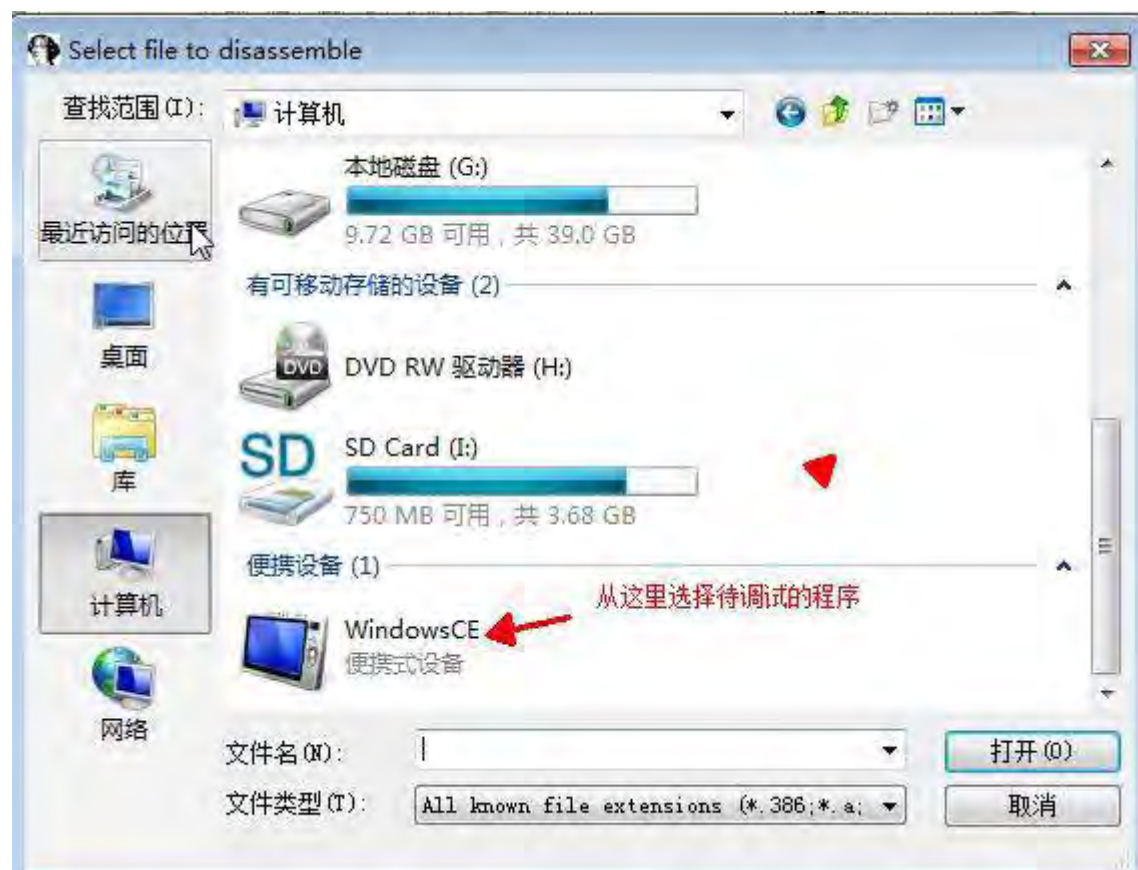 Select file to disassemble
查找范围(I):
计算机
最近访问的位置
桌面
库
计算机
网络
本地磁盘 (G:)
9.72 GB 可用，共 39.0 GB
有可移动存储的设备 (2)
DVD
DVD RW 驱动器 (H:)
SD
SD Card (I:)
750 MB 可用，共 3.68 GB
便携设备 (1)
从这里选择待调试的程序
WindowsCE
便携式设备
文件名(N):
打开(O)
文件类型(T):
All known file extensions (*.386;*.a;
取消